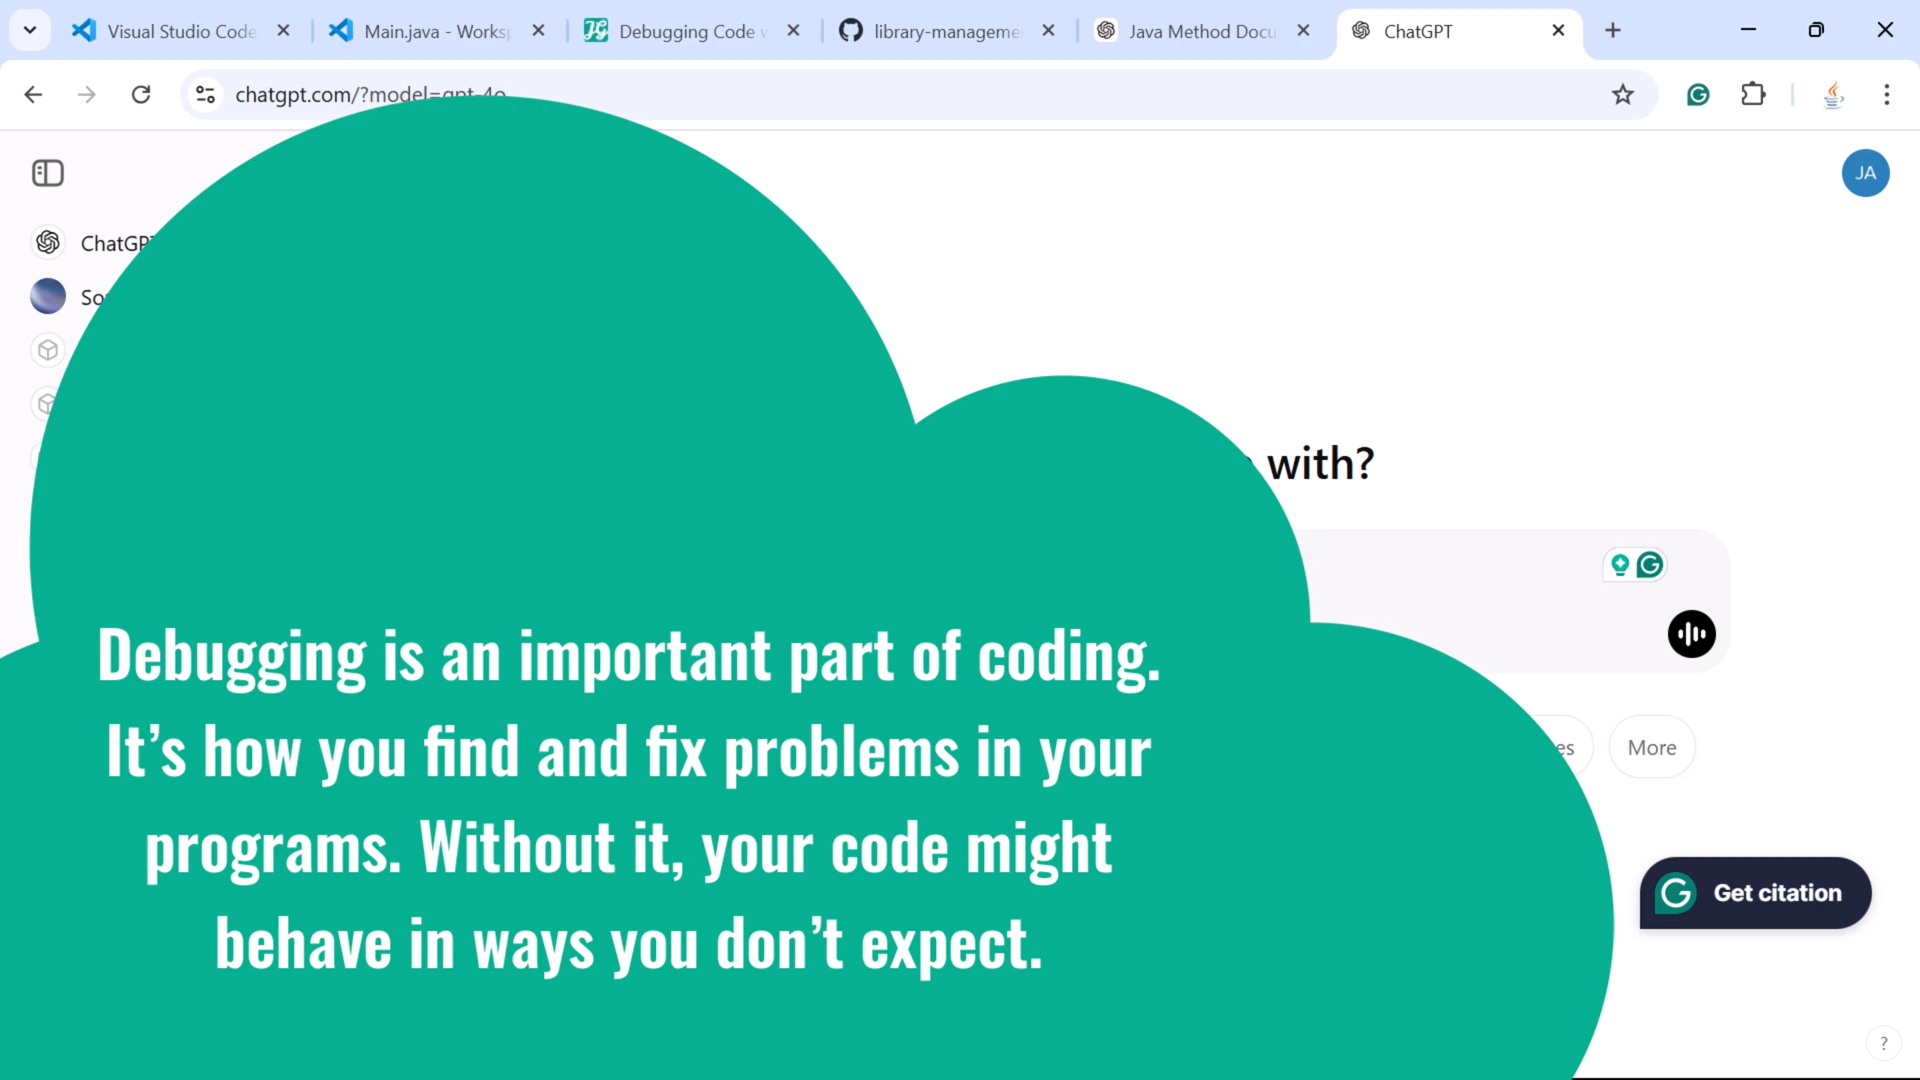 Visual Studio Code
Main.java - Works
Debugging Code
library-manageme
Java Method Docu
ChatGPT
chatgpt.com/?model=gpt-4o
JA
ChatGPT
So
with?
es
More
Debugging is an important part of coding.
It's how you find and fix problems in your
programs. Without it, your code might
behave in ways you don't expect.
Get citation
?